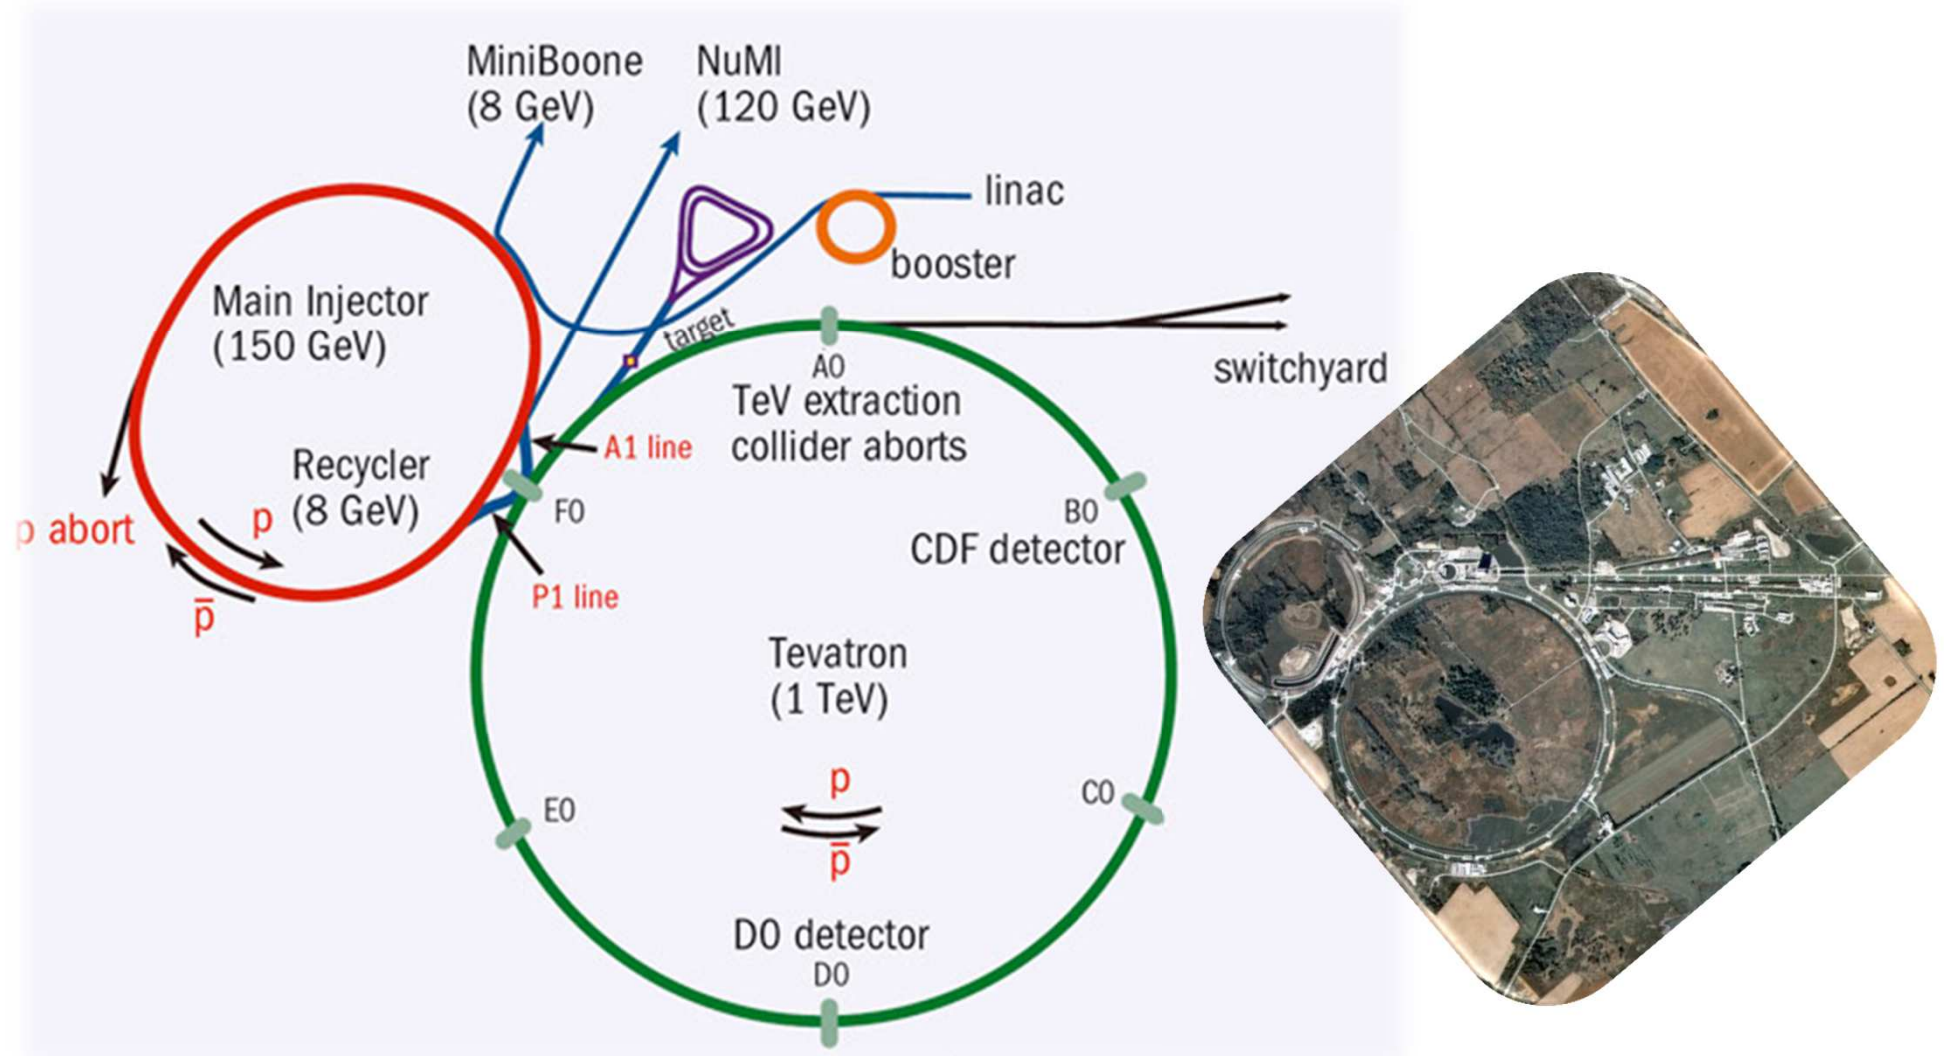 MiniBoone
(8 GeV)
NuMI
(120 GeV)
linac
booster
Main Injector
(150 GeV)
target
switchyard
A0
TeV extraction
collider aborts
A1 line
Recycler
(8 GeV)
p abort
p
p̅
F0
P1 line
B0
CDF detector
Tevatron
(1 TeV)
p
p̅
E0
C0
D0 detector
D0